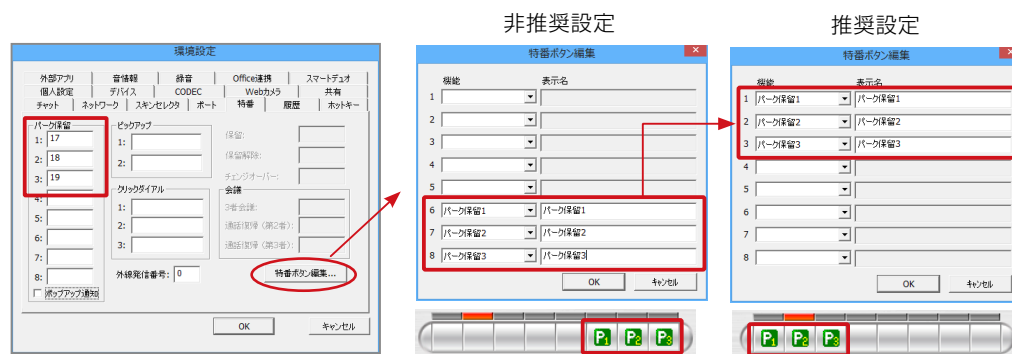 非推奨設定
推奨設定
環境設定
外部アプリ 音情報 録音 Office連携 スマートデュオ
個人設定 デバイス CODEC Webカメラ 共有
チャット ネットワーク スキンセレクタ ポート 特番 履歴 ホットキー
パーク保留
1: 17
2: 18
3: 19
4:
5:
6:
7:
8:
ポップアップ通知
ピックアップ
1:
2:
クリックダイアル
1:
2:
3:
外線発信番号: 0
保留:
保留解除:
チェンジオーバー:
会議
3者会議:
通話復帰（第2者）:
通話復帰（第3者）:
特番ボタン編集...
OK キャンセル
特番ボタン編集 ×
機能 表示名
1
2
3
4
5
6 パーク保留1 パーク保留1
7 パーク保留2 パーク保留2
8 パーク保留3 パーク保留3
OK キャンセル
P1 P2 P3
特番ボタン編集 ×
機能 表示名
1 パーク保留1 パーク保留1
2 パーク保留2 パーク保留2
3 パーク保留3 パーク保留3
4
5
6
7
8
OK キャンセル
P1 P2 P3